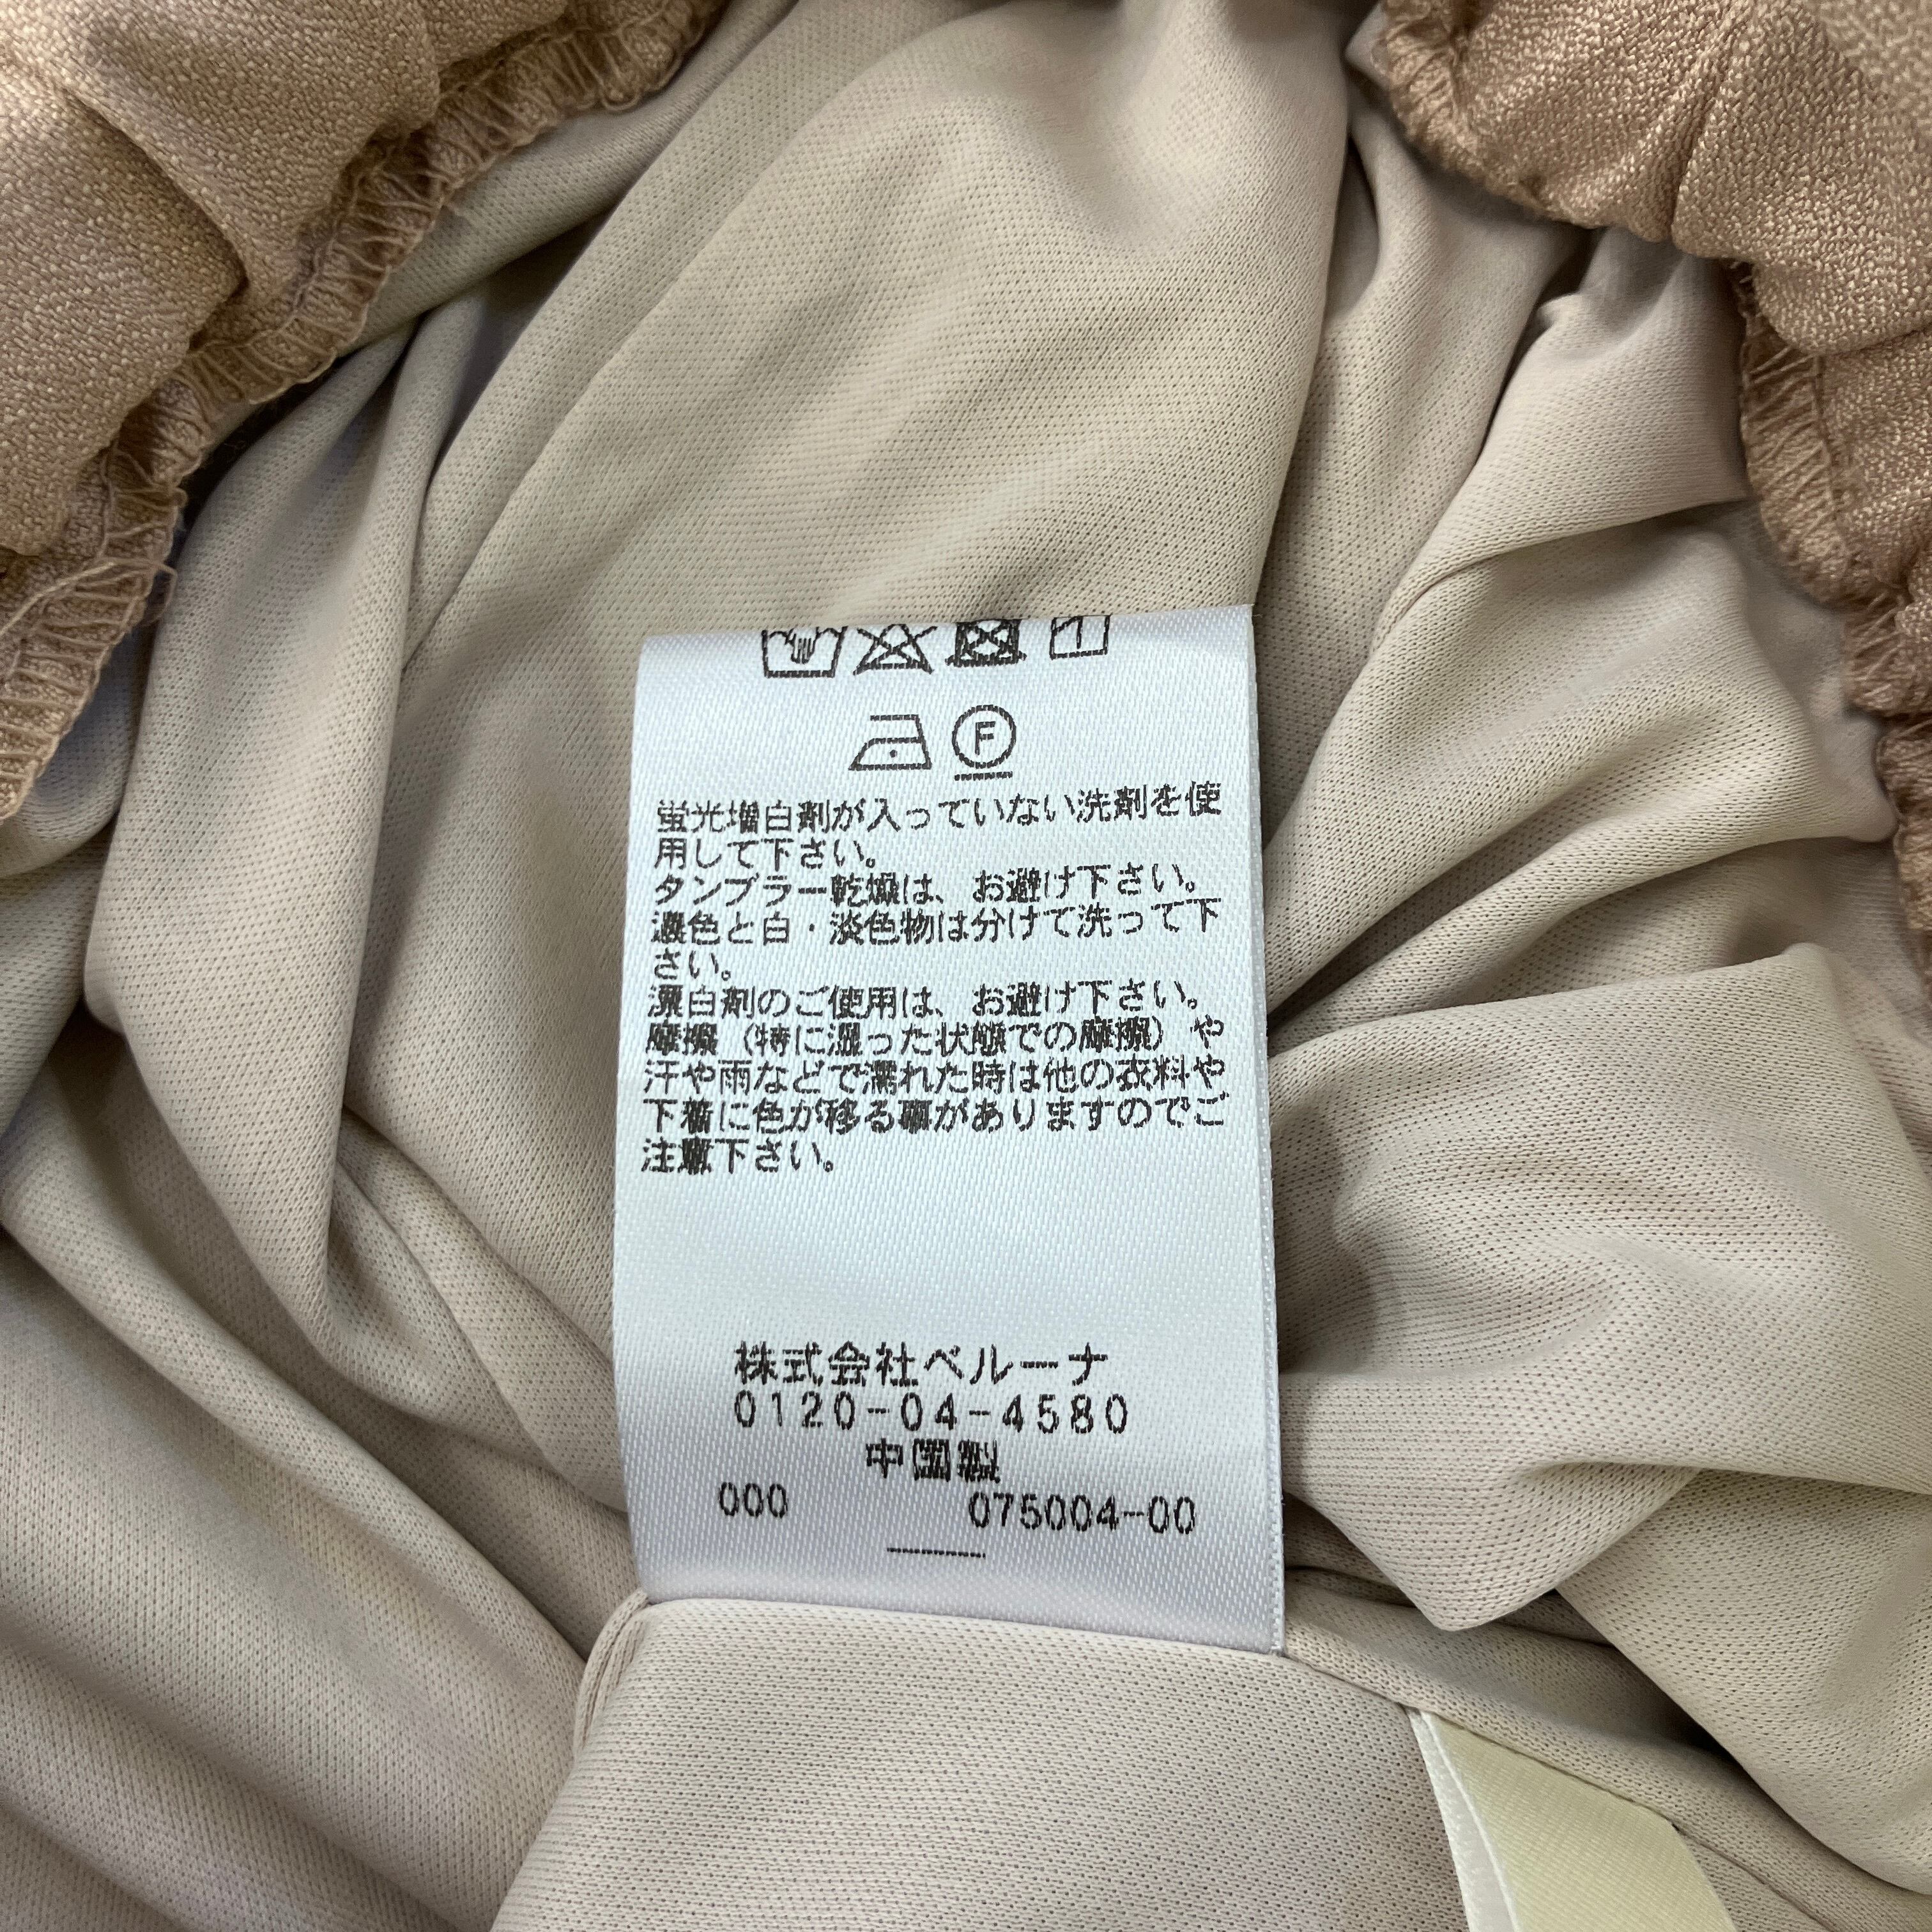 F
蛍光増白剤が入っていない洗剤を使
用して下さい。
タンブラー乾燥は、お避け下さい。
濃色と白・淡色物は分けて洗って下
さい。
漂白剤のご使用は、お避け下さい。
摩擦（特に湿った状態での摩擦）や
汗や雨などで濡れた時は他の衣料や
下着に色が移る事がありますのでご
注意下さい。
株式会社ベルーナ
0120-04-4580
中国製
000 075004-00